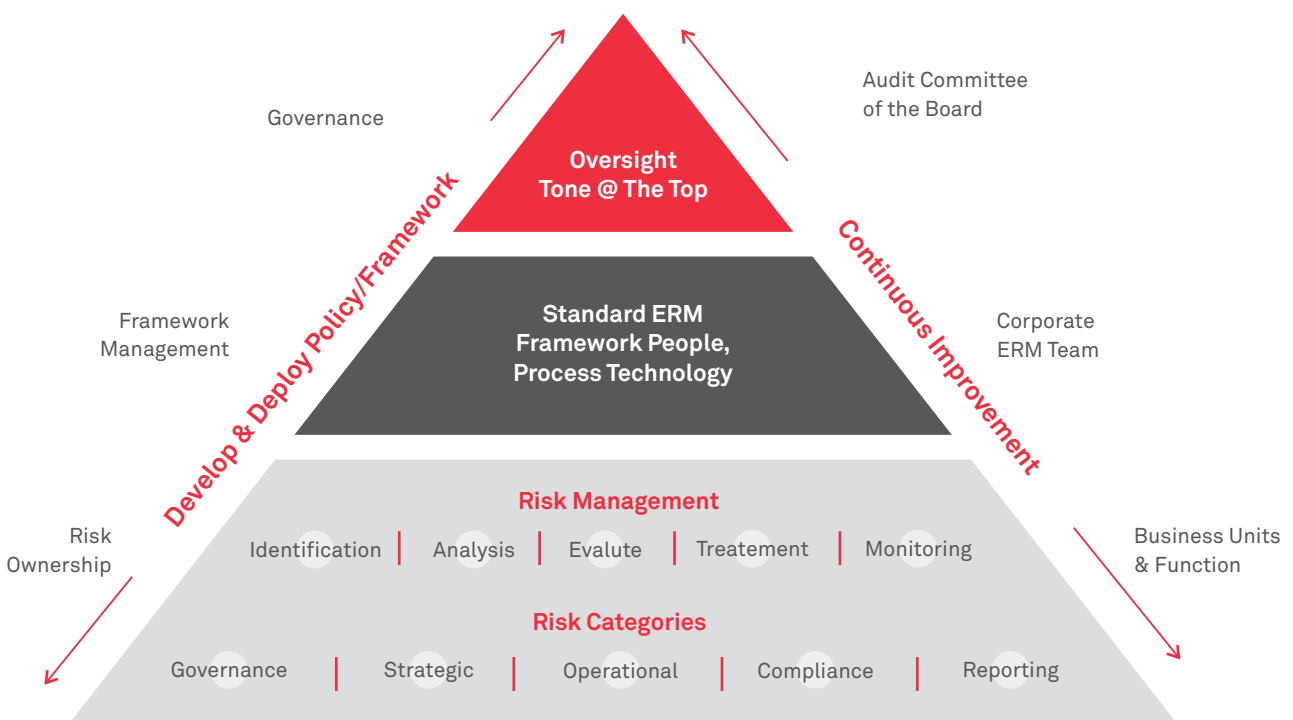 Governance
Audit Committee
of the Board
Oversight
Tone @ The Top
Develop & Deploy Policy/Framework
Continuous Improvement
Framework
Management
Standard ERM
Framework People,
Process Technology
Corporate
ERM Team
Risk
Ownership
Business Units
& Function
Risk Management
Identification | Analysis | Evalute | Treatement | Monitoring
Risk Categories
Governance | Strategic | Operational | Compliance | Reporting